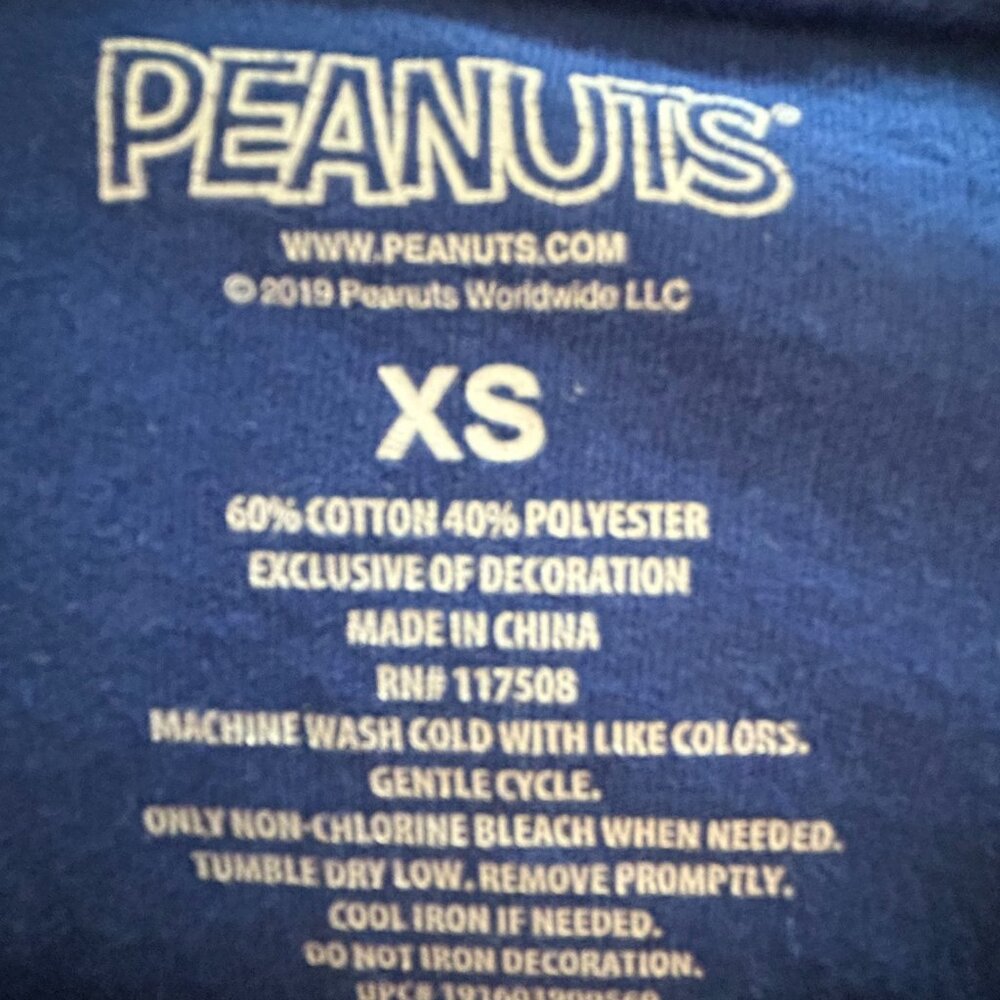 PEANUTS®
WWW.PEANUTS.COM
© 2019 Peanuts Worldwide LLC
XS
60% COTTON 40% POLYESTER
EXCLUSIVE OF DECORATION
MADE IN CHINA
RN# 117508
MACHINE WASH COLD WITH LIKE COLORS.
GENTLE CYCLE.
ONLY NON-CHLORINE BLEACH WHEN NEEDED.
TUMBLE DRY LOW. REMOVE PROMPTLY.
COOL IRON IF NEEDED.
DO NOT IRON DECORATION.
UPC#